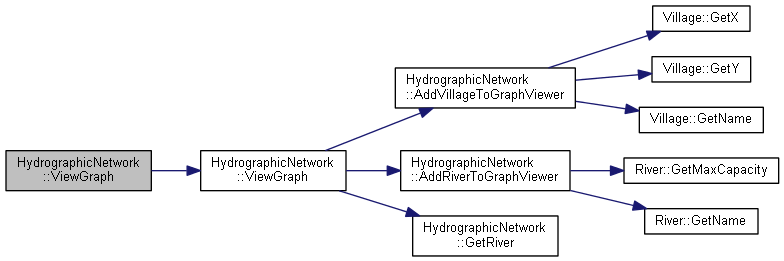 HydrographicNetwork
::ViewGraph
HydrographicNetwork
::ViewGraph
HydrographicNetwork
::AddVillageToGraphViewer
HydrographicNetwork
::AddRiverToGraphViewer
HydrographicNetwork
::GetRiver
Village::GetX
Village::GetY
Village::GetName
River::GetMaxCapacity
River::GetName